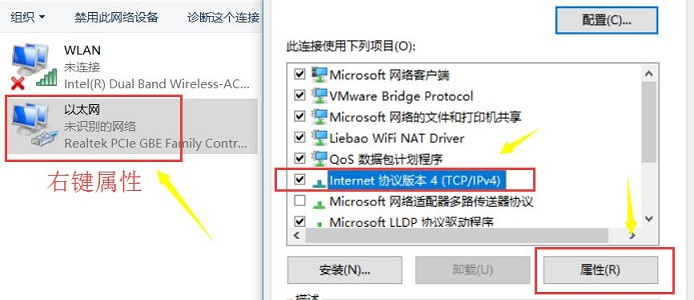 组织 禁用此网络设备 诊断这个连接
WLAN
未连接
Intel(R) Dual Band Wireless-AC...
以太网
未识别的网络
Realtek PCIe GBE Family Contr...
右键属性
配置(C)...
此连接使用下列项目(O):
Microsoft 网络客户端
VMware Bridge Protocol
Microsoft 网络的文件和打印机共享
Liebao WiFi NAT Driver
QoS 数据包计划程序
Internet 协议版本 4 (TCP/IPv4)
Microsoft 网络适配器多路传送器协议
Microsoft LLDP 协议驱动程序
安装(N)... 卸载(U) 属性(R)
描述